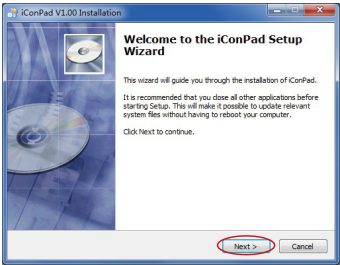 iConPad V1.00 Installation
Welcome to the iConPad Setup
Wizard
This wizard will guide you through the installation of iConPad.
It is recommended that you close all other applications before
starting Setup. This will make it possible to update relevant
system files without having to reboot your computer.
Click Next to continue.
Next >
Cancel